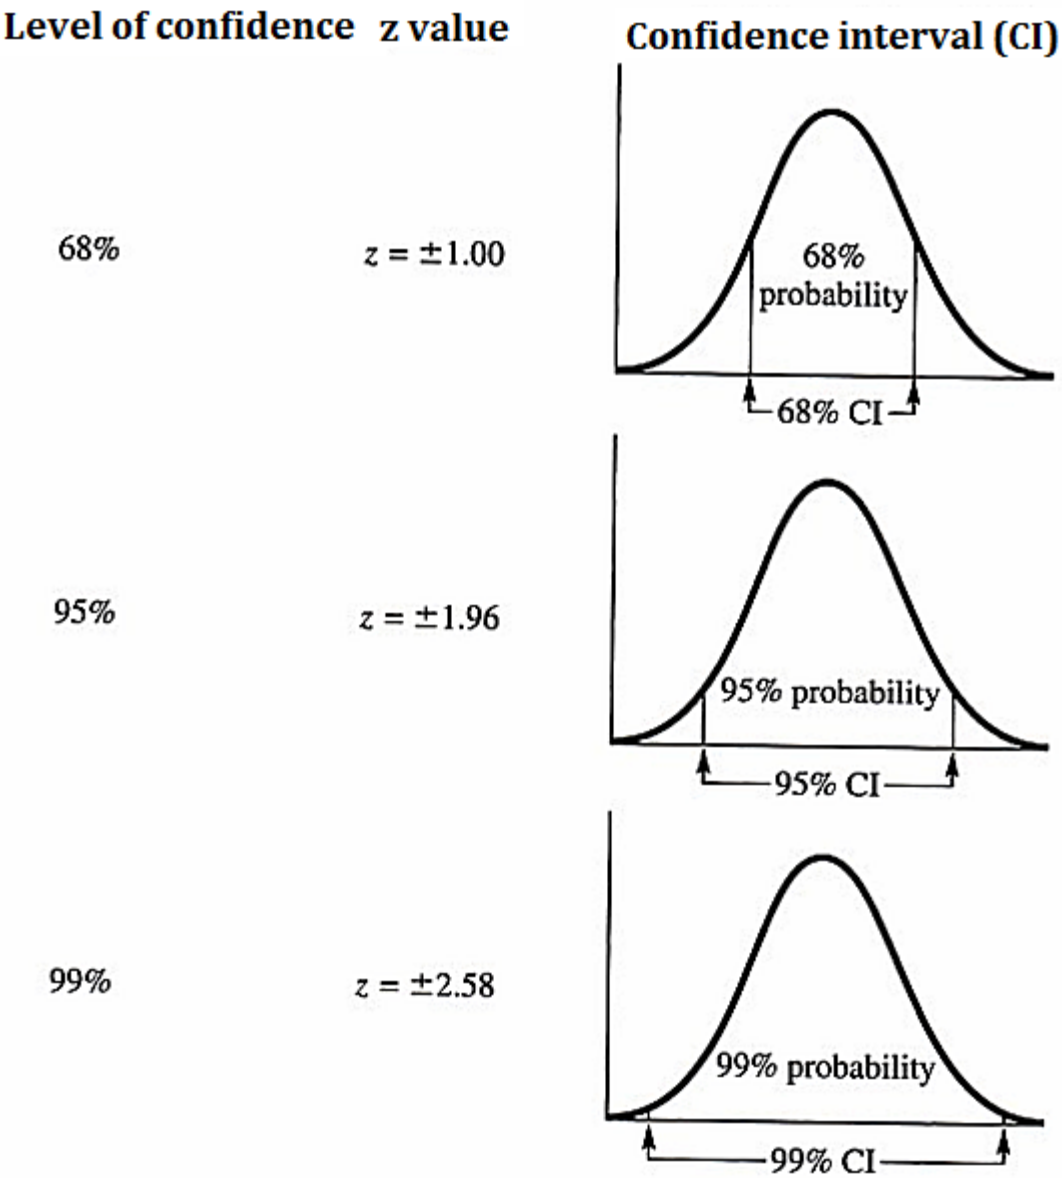 Level of confidence z value Confidence interval (CI)
68% z = ±1.00 68%
probability
68% CI
95% z = ±1.96
95% probability
95% CI
99% z = ±2.58
99% probability
99% CI